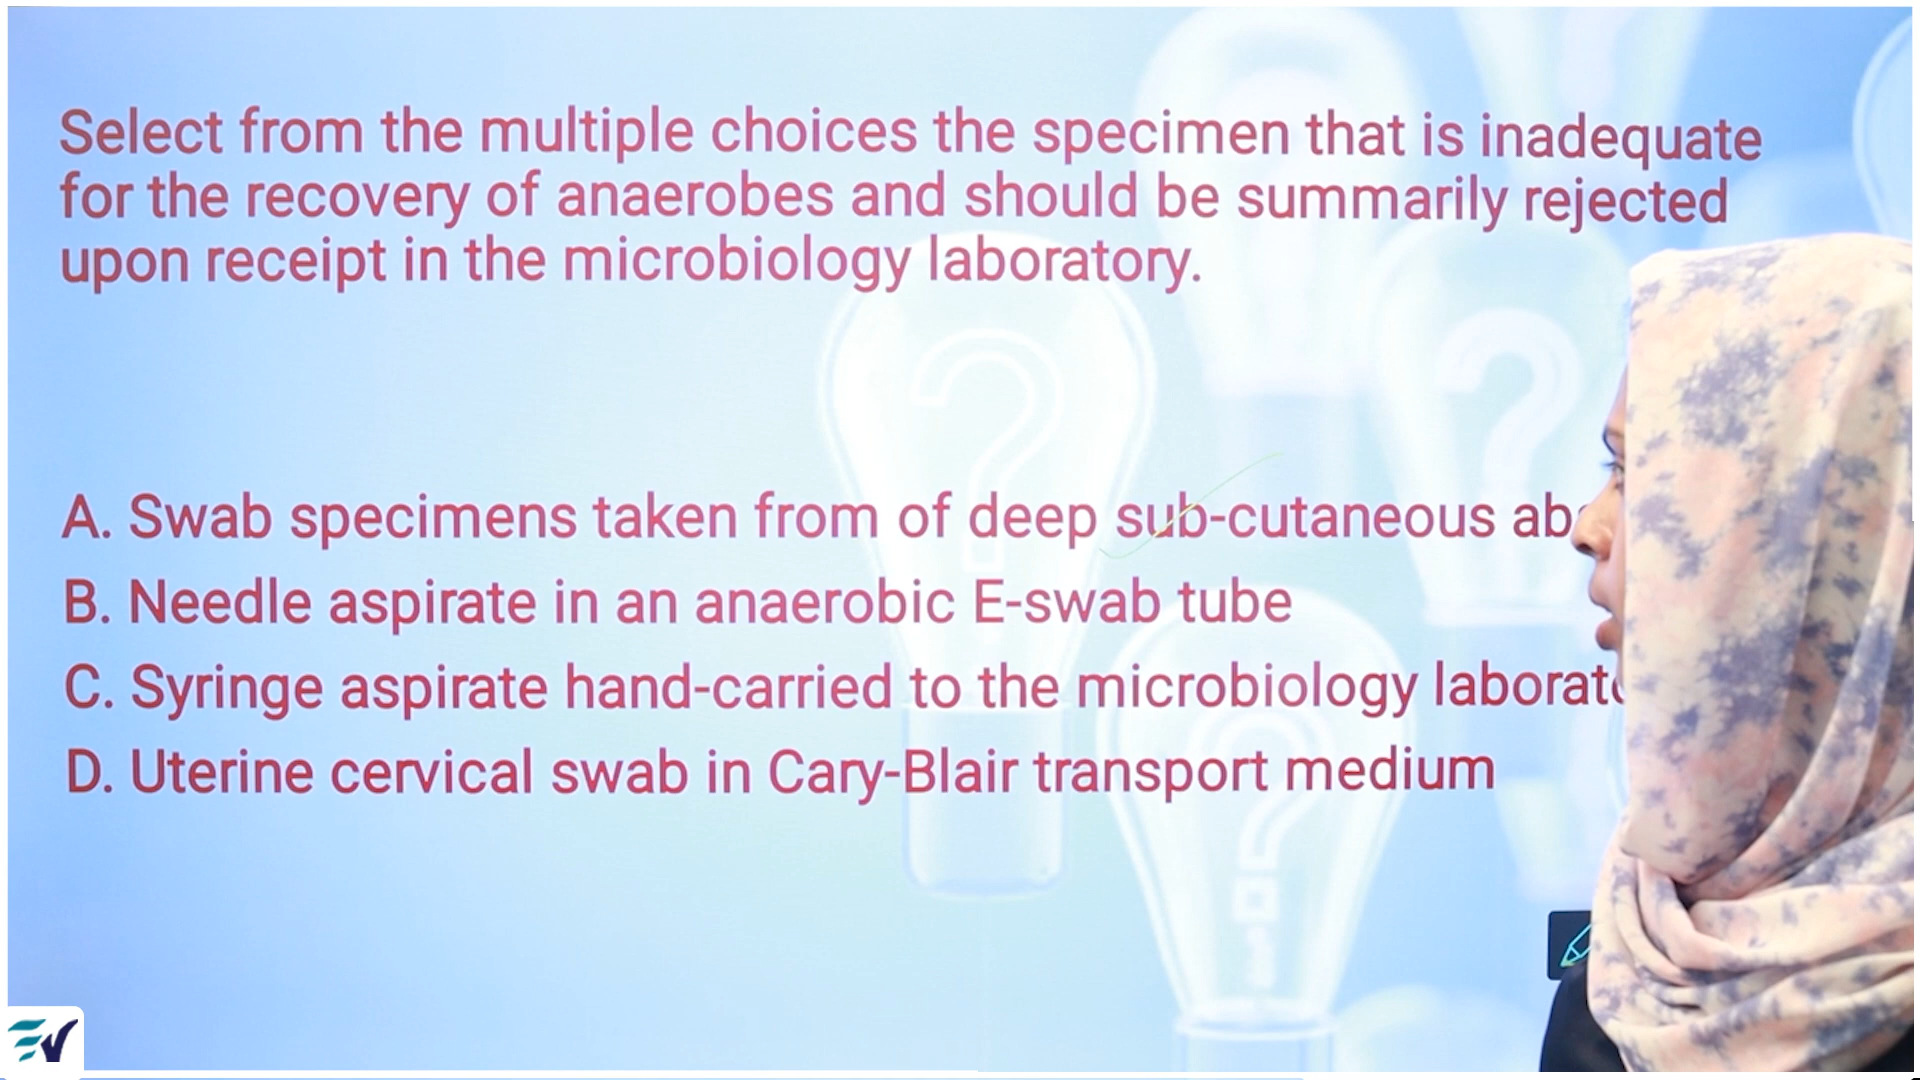 Select from the multiple choices the specimen that is inadequate
for the recovery of anaerobes and should be summarily rejected
upon receipt in the microbiology laboratory.
A. Swab specimens taken from of deep sub-cutaneous
B. Needle aspirate in an anaerobic E-swab tube
C. Syringe aspirate hand-carried to the microbiology
D. Uterine cervical swab in Cary-Blair transport medium